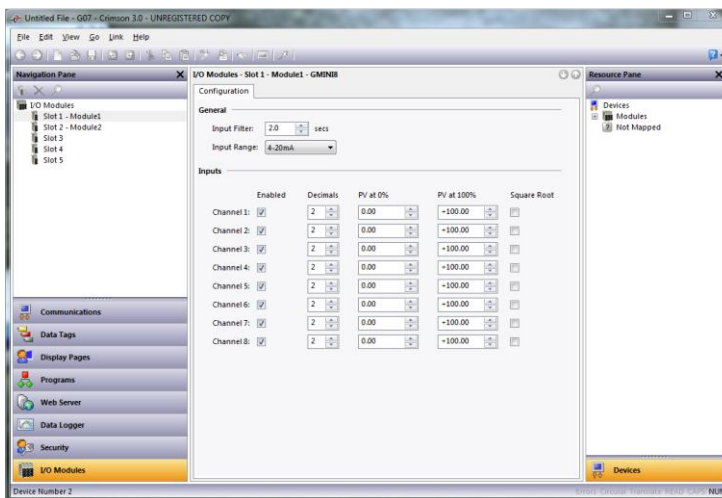 Untitled File - G07 - Crimson 3.0 - UNREGISTERED COPY
File Edit View Go Link Help
Navigation Pane
I/O Modules
Slot 1 - Module1
Slot 2 - Module2
Slot 3
Slot 4
Slot 5
Communications
Data Tags
Display Pages
Programs
Web Server
Data Logger
Security
I/O Modules
I/O Modules - Slot 1 - Module1 - GMINI8
Configuration
General
Input Filter: 2.0 secs
Input Range: 4-20mA
Inputs
Enabled Decimals PV at 0% PV at 100% Square Root
Channel 1: 2 0.00 +100.00
Channel 2: 2 0.00 +100.00
Channel 3: 2 0.00 +100.00
Channel 4: 2 0.00 +100.00
Channel 5: 2 0.00 +100.00
Channel 6: 2 0.00 +100.00
Channel 7: 2 0.00 +100.00
Channel 8: 2 0.00 +100.00
Resource Pane
Devices
Modules
Not Mapped
Devices
Device Number 2
Errors Circular Translate READ CAPS NUM